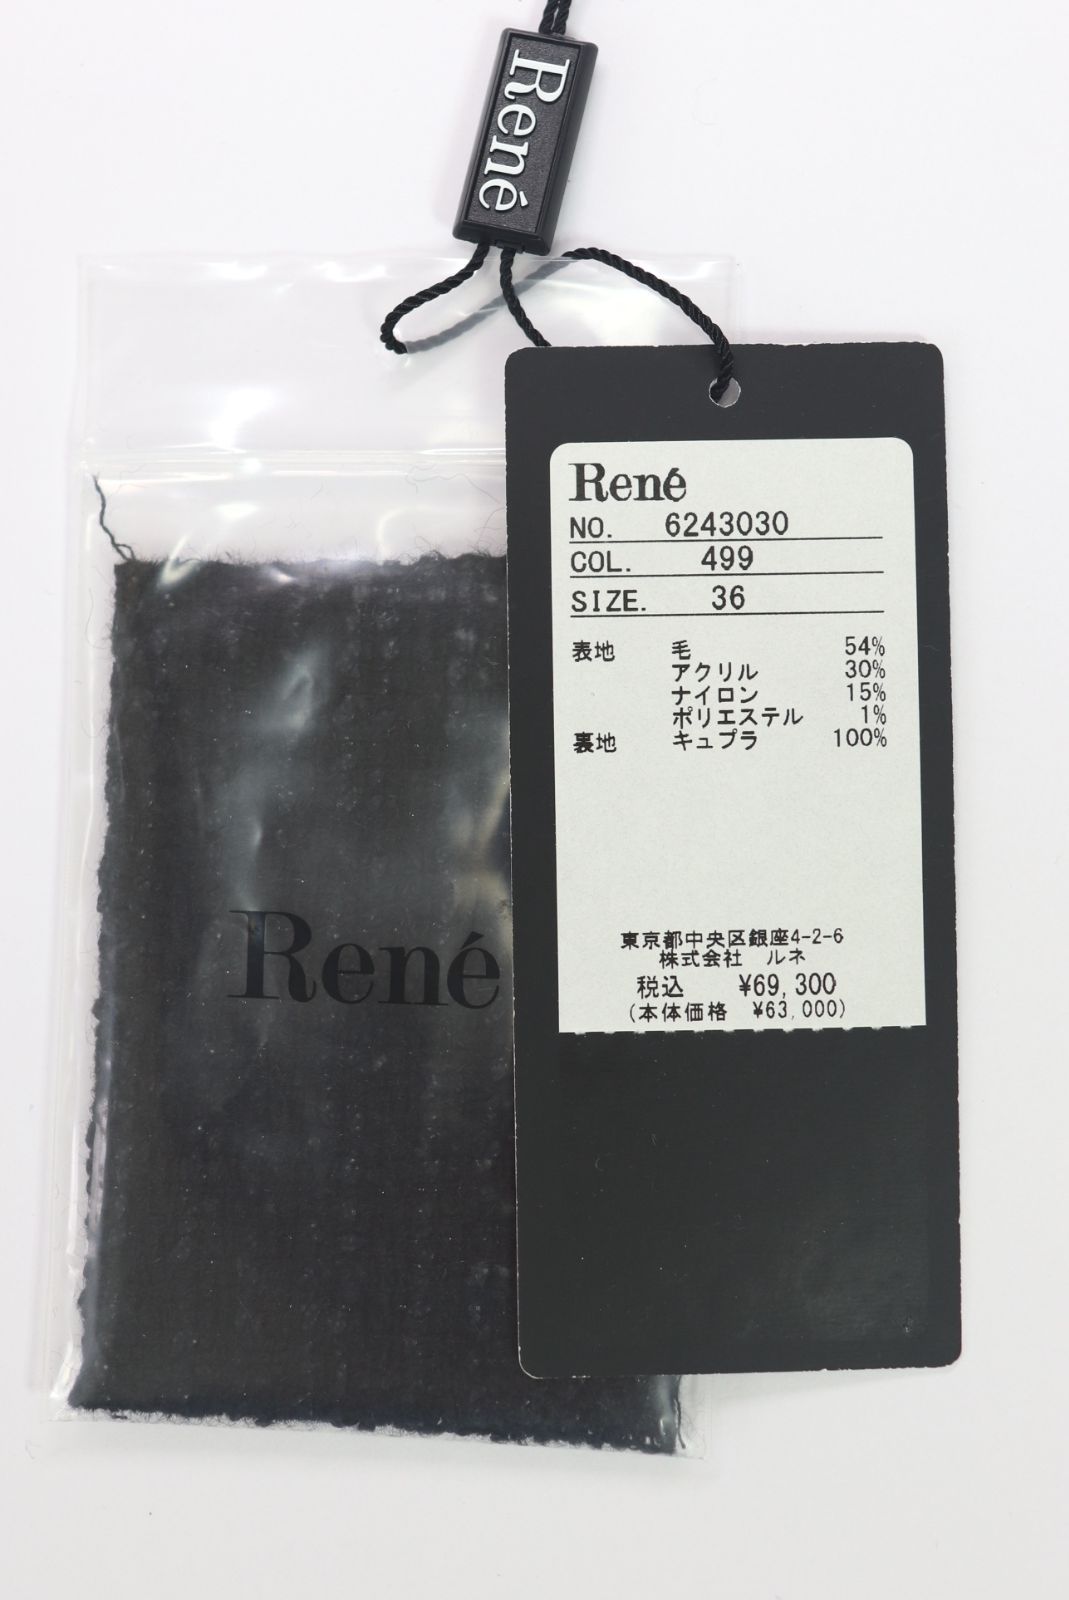 René
René
NO. 6243030
COL. 499
SIZE. 36
表地 毛 54%
アクリル 30%
ナイロン 15%
ポリエステル 1%
裏地 キュプラ 100%
東京都中央区銀座4-2-6
株式会社 ルネ
税込 ¥69,300
(本体価格 ¥63,000)
René